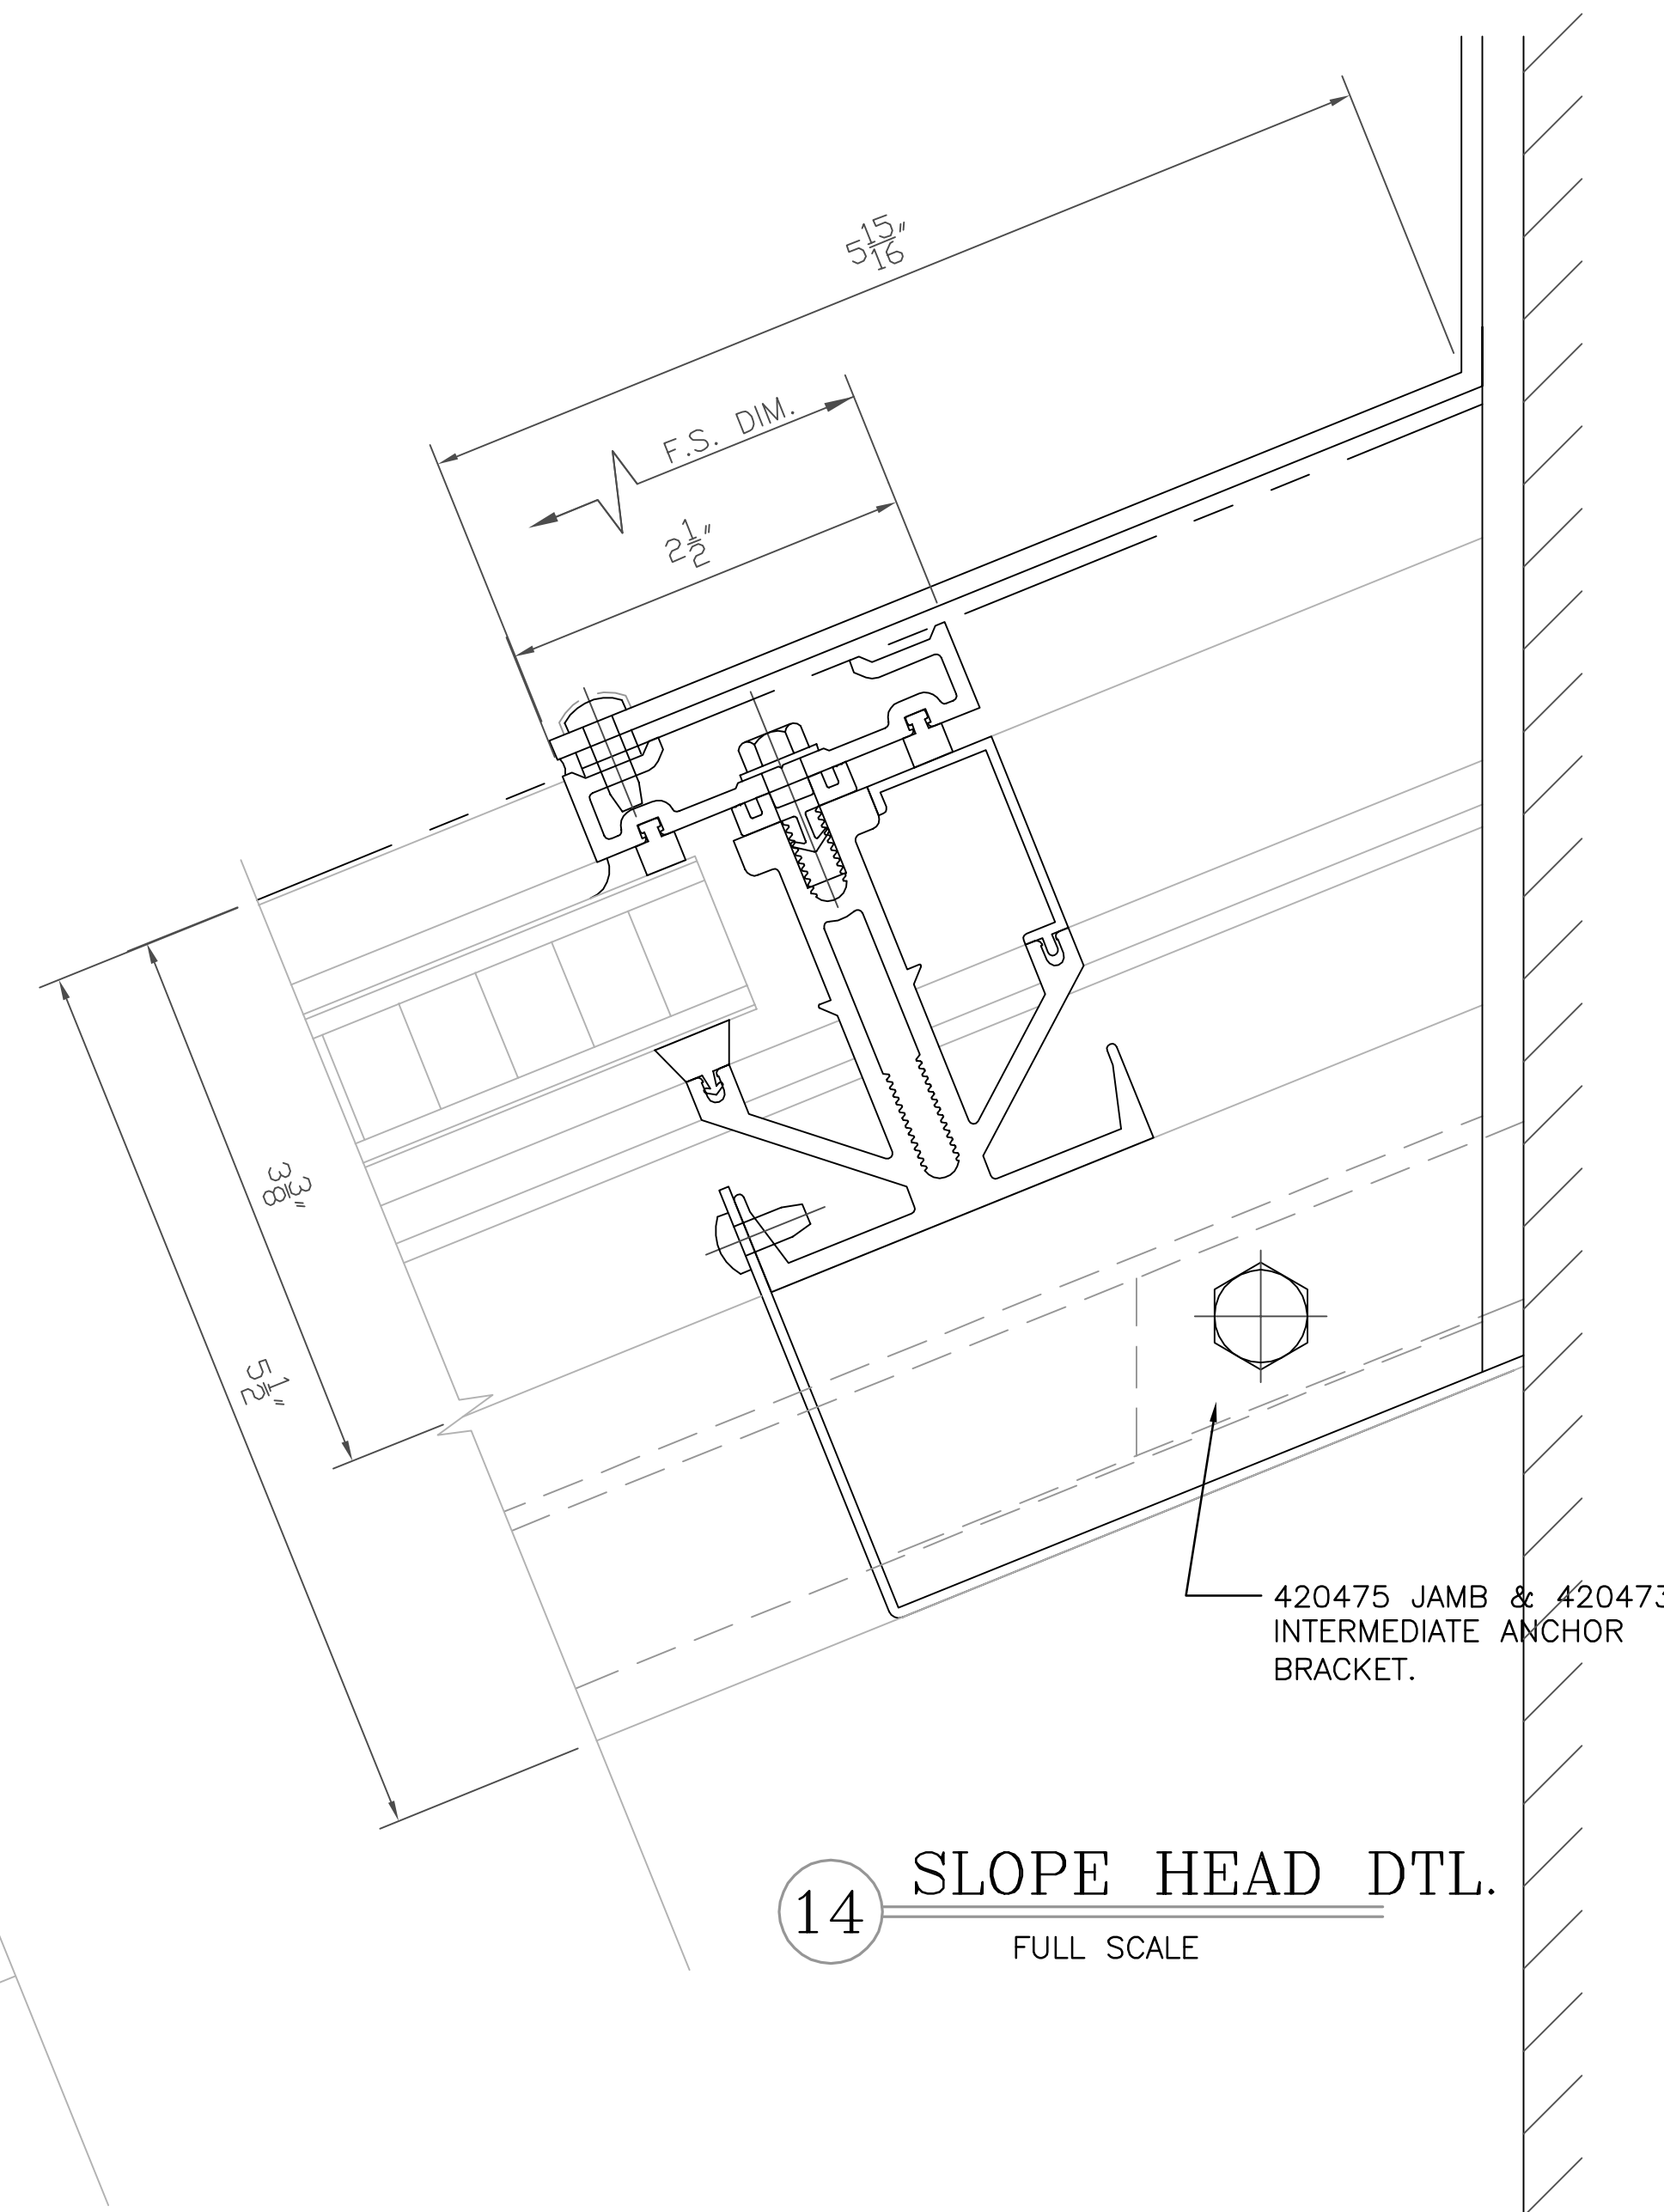 5 15/16"
F.S. DIM.
2 1/2"
3 3/8"
5 1/2"
420475 JAMB & 420473
INTERMEDIATE ANCHOR
BRACKET.
14 SLOPE HEAD DTL.
FULL SCALE